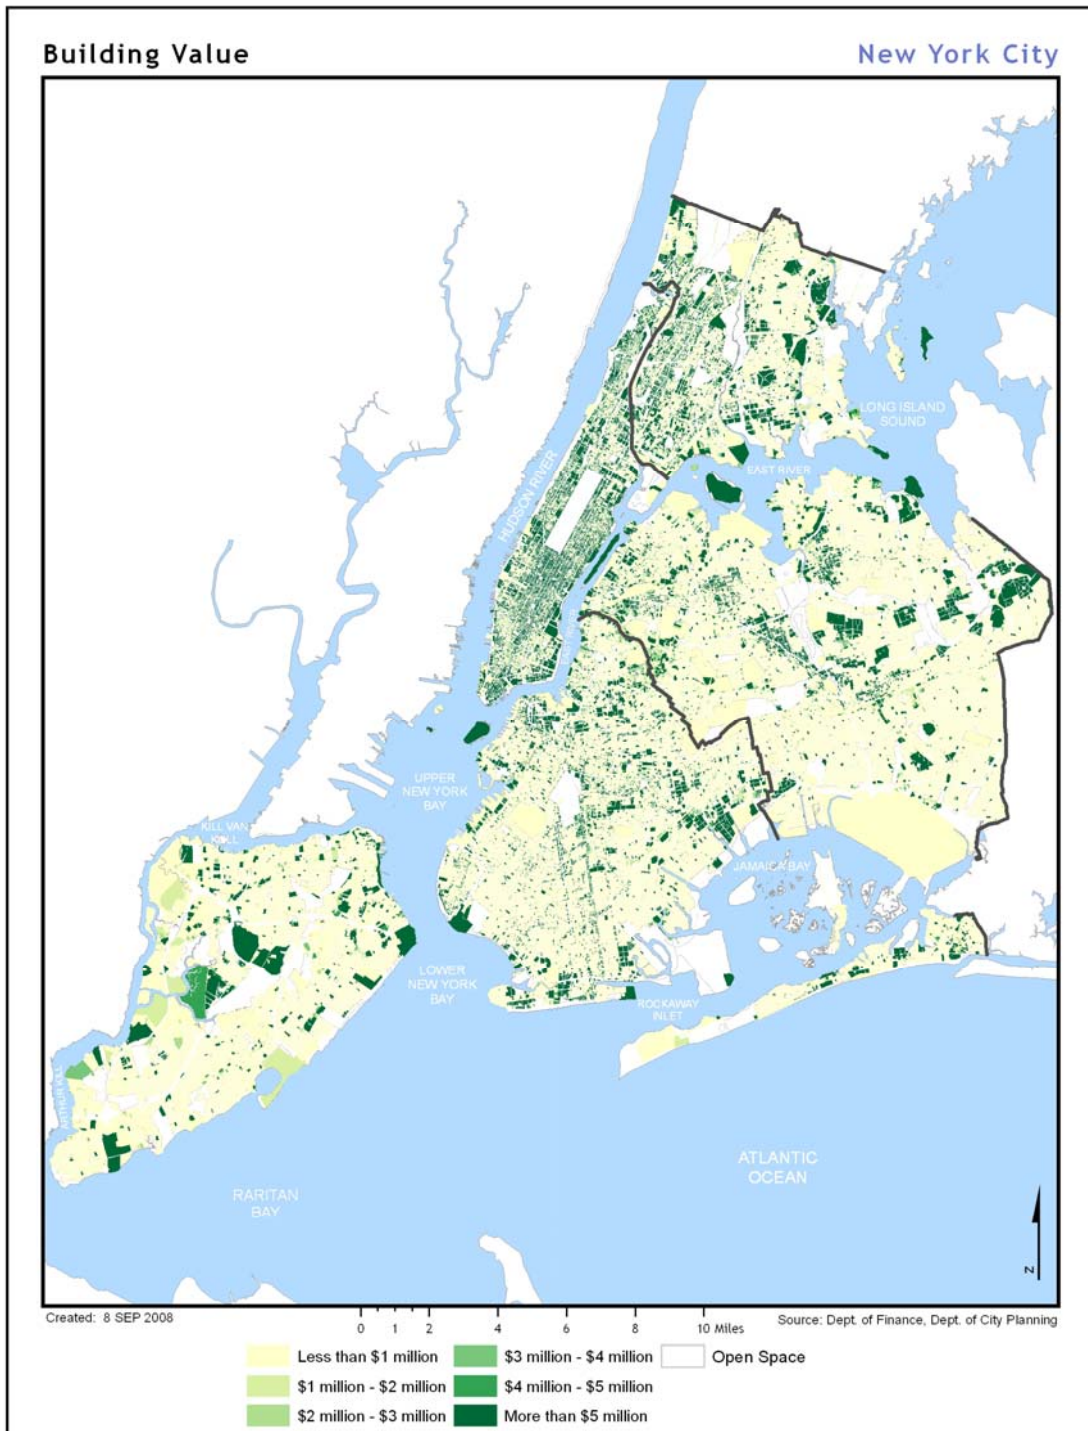 Building Value
New York City
HUDSON RIVER
LONG ISLAND
SOUND
EAST RIVER
EAST RIVER
UPPER
NEW YORK
BAY
KILL VAN
KULL
JAMAICA BAY
LOWER
NEW YORK
BAY
ROCKAWAY
INLET
ARTHUR KILL
ATLANTIC
OCEAN
RARITAN
BAY
N
Created: 8 SEP 2008
0 1 2 4 6 8 10 Miles
Source: Dept. of Finance, Dept. of City Planning
Less than $1 million
$3 million - $4 million
Open Space
$1 million - $2 million
$4 million - $5 million
$2 million - $3 million
More than $5 million